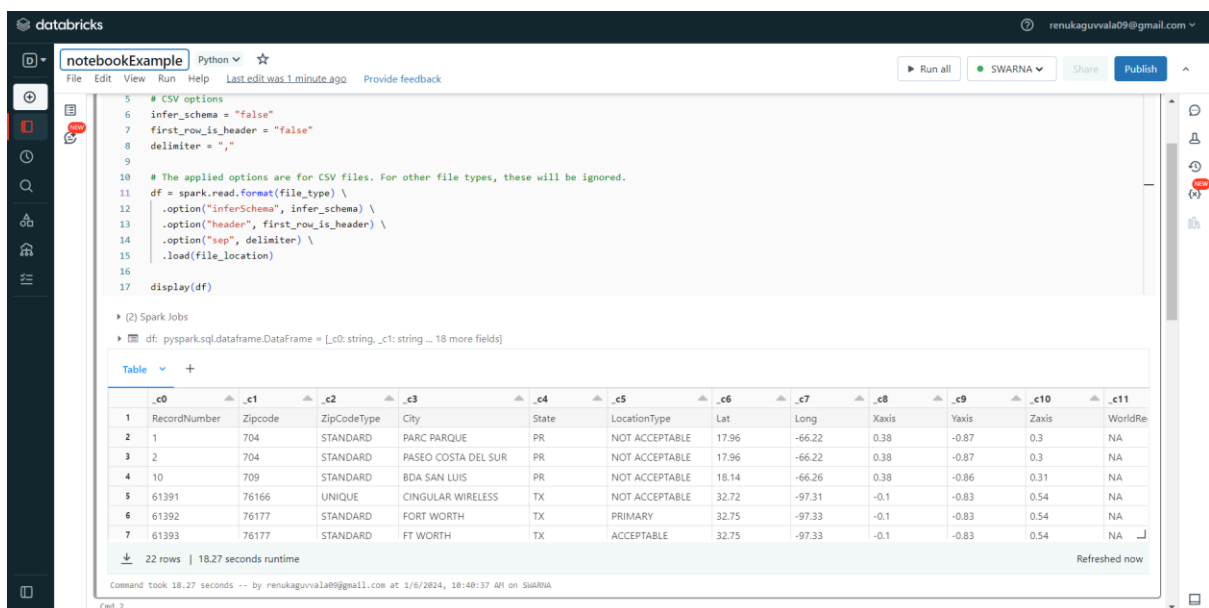 databricks
renukaguvvala09@gmail.com
D
notebookExample Python
File Edit View Run Help Last edit was 1 minute ago Provide feedback
Run all SWARNA Share Publish
NEW
NEW
5 # CSV options
6 infer_schema = "false"
7 first_row_is_header = "false"
8 delimiter = ","
9
10 # The applied options are for CSV files. For other file types, these will be ignored.
11 df = spark.read.format(file_type) \
12 .option("inferSchema", infer_schema) \
13 .option("header", first_row_is_header) \
14 .option("sep", delimiter) \
15 .load(file_location)
16
17 display(df)
(2) Spark Jobs
df: pyspark.sql.dataframe.DataFrame = [_c0: string, _c1: string ... 18 more fields]
Table +
_c0 _c1 _c2 _c3 _c4 _c5 _c6 _c7 _c8 _c9 _c10 _c11
1 RecordNumber Zipcode ZipCodeType City State LocationType Lat Long Xaxis Yaxis Zaxis WorldRe
2 1 704 STANDARD PARC PARQUE PR NOT ACCEPTABLE 17.96 -66.22 0.38 -0.87 0.3 NA
3 2 704 STANDARD PASEO COSTA DEL SUR PR NOT ACCEPTABLE 17.96 -66.22 0.38 -0.87 0.3 NA
4 10 709 STANDARD BDA SAN LUIS PR NOT ACCEPTABLE 18.14 -66.26 0.38 -0.86 0.31 NA
5 61391 76166 UNIQUE CINGULAR WIRELESS TX NOT ACCEPTABLE 32.72 -97.31 -0.1 -0.83 0.54 NA
6 61392 76177 STANDARD FORT WORTH TX PRIMARY 32.75 -97.33 -0.1 -0.83 0.54 NA
7 61393 76177 STANDARD FT WORTH TX ACCEPTABLE 32.75 -97.33 -0.1 -0.83 0.54 NA
22 rows | 18.27 seconds runtime Refreshed now
Command took 18.27 seconds -- by renukaguvvala09@gmail.com at 1/6/2024, 10:40:37 AM on SWARNA
Cmd 2